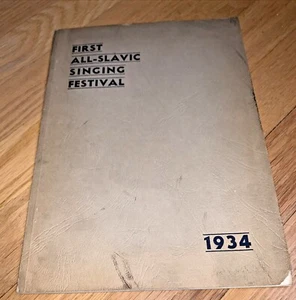 FIRST
ALL-SLAVIC
SINGING
FESTIVAL
1934